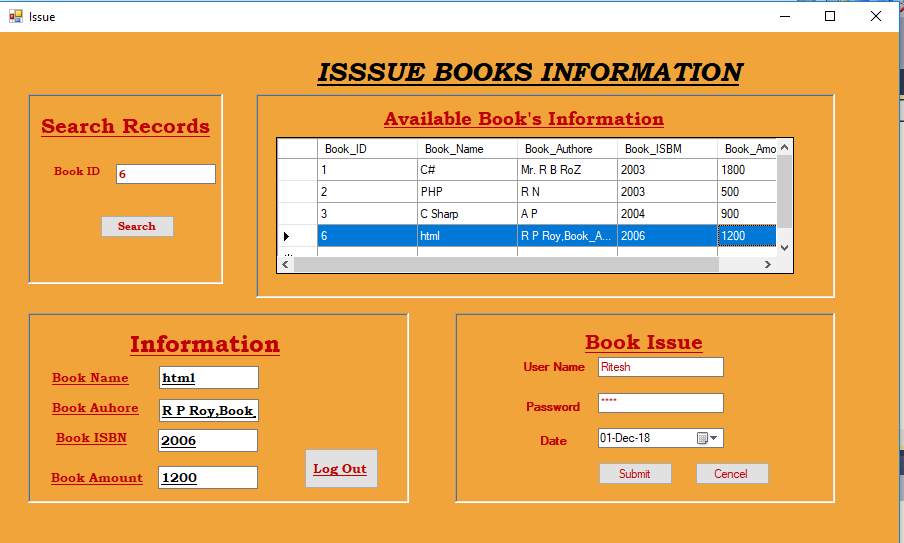 Issue
ISSSUE BOOKS INFORMATION
Search Records
Book ID 6
Search
Available Book's Information
Book_ID Book_Name Book_Authore Book_ISBM Book_Amo
1 C# Mr. R B RoZ 2003 1800
2 PHP R N 2003 500
3 C Sharp A P 2004 900
6 html R P Roy,Book_A... 2006 1200
Information
Book Name html
Book Auhore R P Roy,Book_
Book ISBN 2006
Book Amount 1200
Log Out
Book Issue
User Name Ritesh
Password ****
Date 01-Dec-18
Submit Cencel